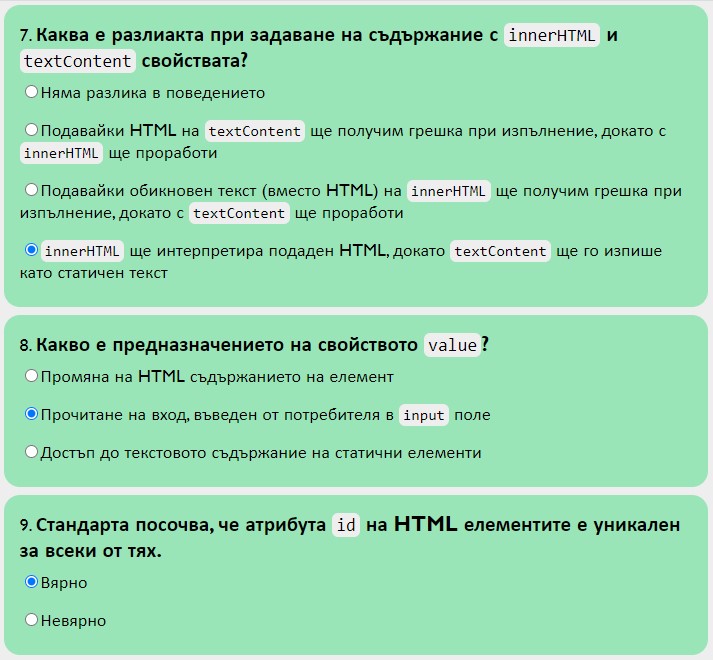 7. Каква е разлиакта при задаване на съдържание с innerHTML и
textContent свойствата?
Няма разлика в поведението
Подавайки HTML на textContent ще получим грешка при изпълнение, докато с
innerHTML ще проработи
Подавайки обикновен текст (вместо HTML) на innerHTML ще получим грешка при
изпълнение, докато с textContent ще проработи
innerHTML ще интерпретира подаден HTML, докато textContent ще го изпише
като статичен текст
8. Какво е предназначението на свойството value?
Промяна на HTML съдържанието на елемент
Прочитане на вход, въведен от потребителя в input поле
Достъп до текстовото съдържание на статични елементи
9. Стандарта посочва, че атрибута id на HTML елементите е уникален
за всеки от тях.
Вярно
Невярно